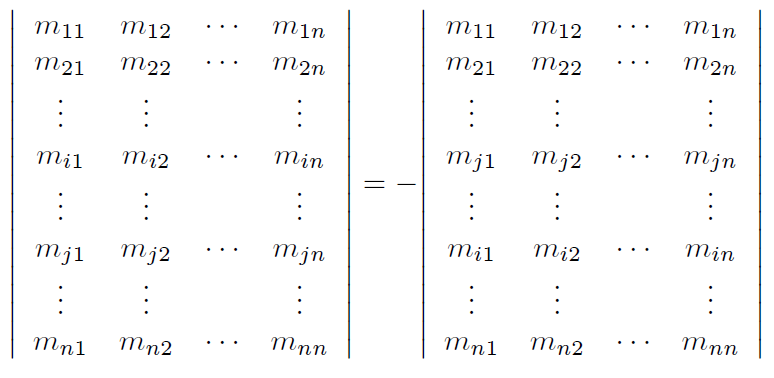 | m₁₁ m₁₂ ⋯ m₁ₙ | | m₁₁ m₁₂ ⋯ m₁ₙ |
| m₂₁ m₂₂ ⋯ m₂ₙ | | m₂₁ m₂₂ ⋯ m₂ₙ |
| ⋮ ⋮ ⋮ | | ⋮ ⋮ ⋮ |
| mᵢ₁ mᵢ₂ ⋯ mᵢₙ | | mⱼ₁ mⱼ₂ ⋯ mⱼₙ |
| ⋮ ⋮ ⋮ | = − | ⋮ ⋮ ⋮ |
| mⱼ₁ mⱼ₂ ⋯ mⱼₙ | | mᵢ₁ mᵢ₂ ⋯ mᵢₙ |
| ⋮ ⋮ ⋮ | | ⋮ ⋮ ⋮ |
| mₙ₁ mₙ₂ ⋯ mₙₙ | | mₙ₁ mₙ₂ ⋯ mₙₙ |